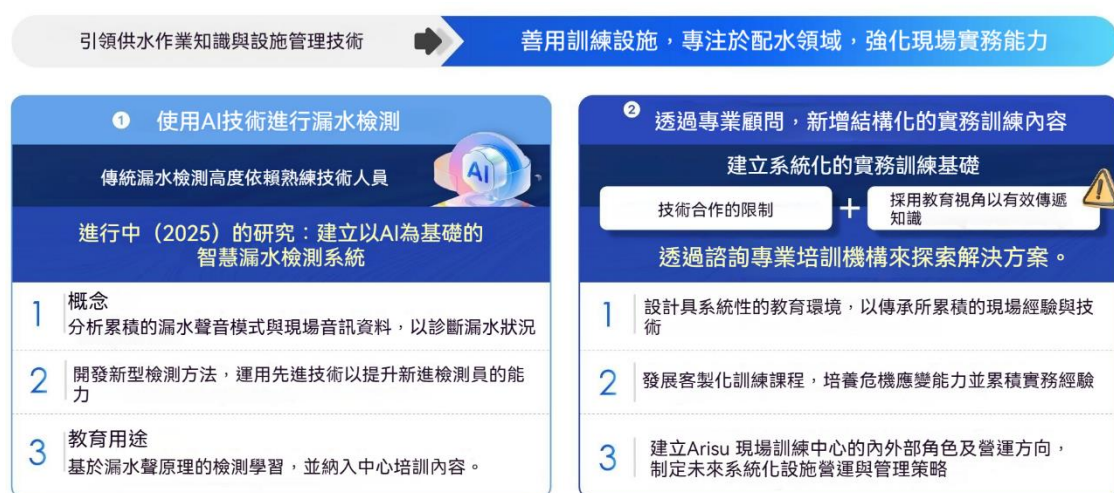 引領供水作業知識與設施管理技術
善用訓練設施，專注於配水領域，強化現場實務能力
1 使用AI技術進行漏水檢測
傳統漏水檢測高度依賴熟練技術人員
AI
進行中（2025）的研究：建立以AI為基礎的
智慧漏水檢測系統
1 概念
分析累積的漏水聲音模式與現場音訊資料，以診斷漏水狀況
2 開發新型檢測方法，運用先進技術以提升新進檢測員的能
力
3 教育用途
基於漏水聲原理的檢測學習，並納入中心培訓內容。
2 透過專業顧問，新增結構化的實務訓練內容
建立系統化的實務訓練基礎
技術合作的限制
+
採用教育視角以有效傳遞
知識
透過諮詢專業培訓機構來探索解決方案。
1 設計具系統性的教育環境，以傳承所累積的現場經驗與技
術
2 發展客製化訓練課程，培養危機應變能力並累積實務經驗
3 建立Arisu 現場訓練中心的內外部角色及營運方向，
制定未來系統化設施營運與管理策略